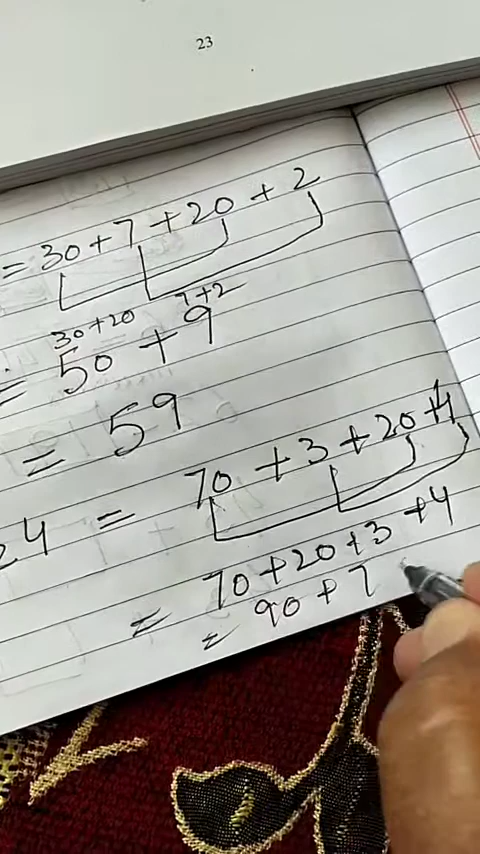 23
= 30 + 7 + 20 + 2
30+20 7+2
= 50 + 9
= 59
24 = 70 + 3 + 20 + 4
= 70 + 20 + 3 + 4
= 90 + 7